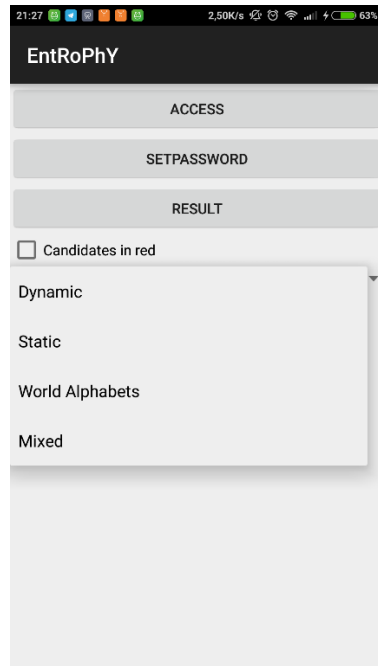 21:27 2,50K/s 63%
EntRoPhY
ACCESS
SETPASSWORD
RESULT
Candidates in red
Dynamic
Static
World Alphabets
Mixed